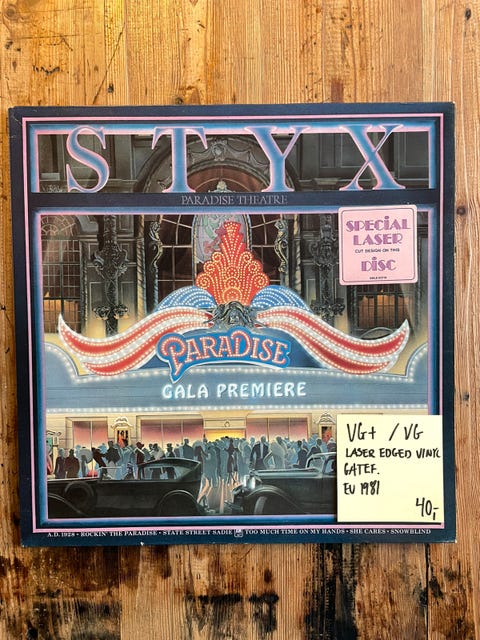 STYX
PARADISE THEATRE
SPECIAL
LASER
CUT DESIGN ON THIS
DISC
PARADISE
GALA PREMIERE
VG+ / VG
LASER EDGED VINYL
GATEF.
EU 1981
40,-
A.D. 1928 • ROCKIN' THE PARADISE • STATE STREET SADIE • TOO MUCH TIME ON MY HANDS • SHE CARES • SNOWBLIND